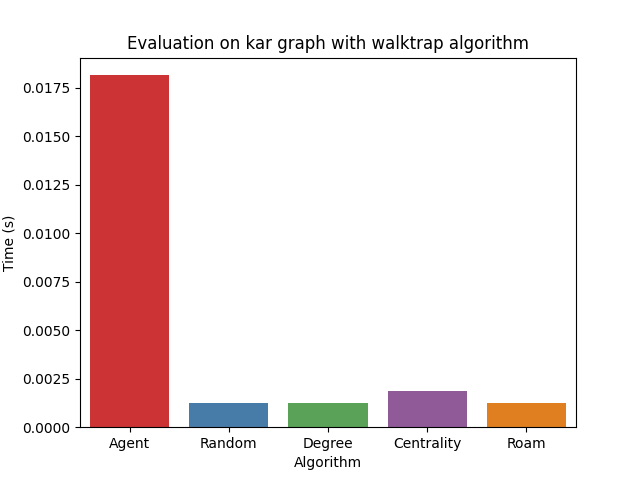 Evaluation on kar graph with walktrap algorithm
Time (s)
0.0175
0.0150
0.0125
0.0100
0.0075
0.0050
0.0025
0.0000
Agent Random Degree Centrality Roam
Algorithm